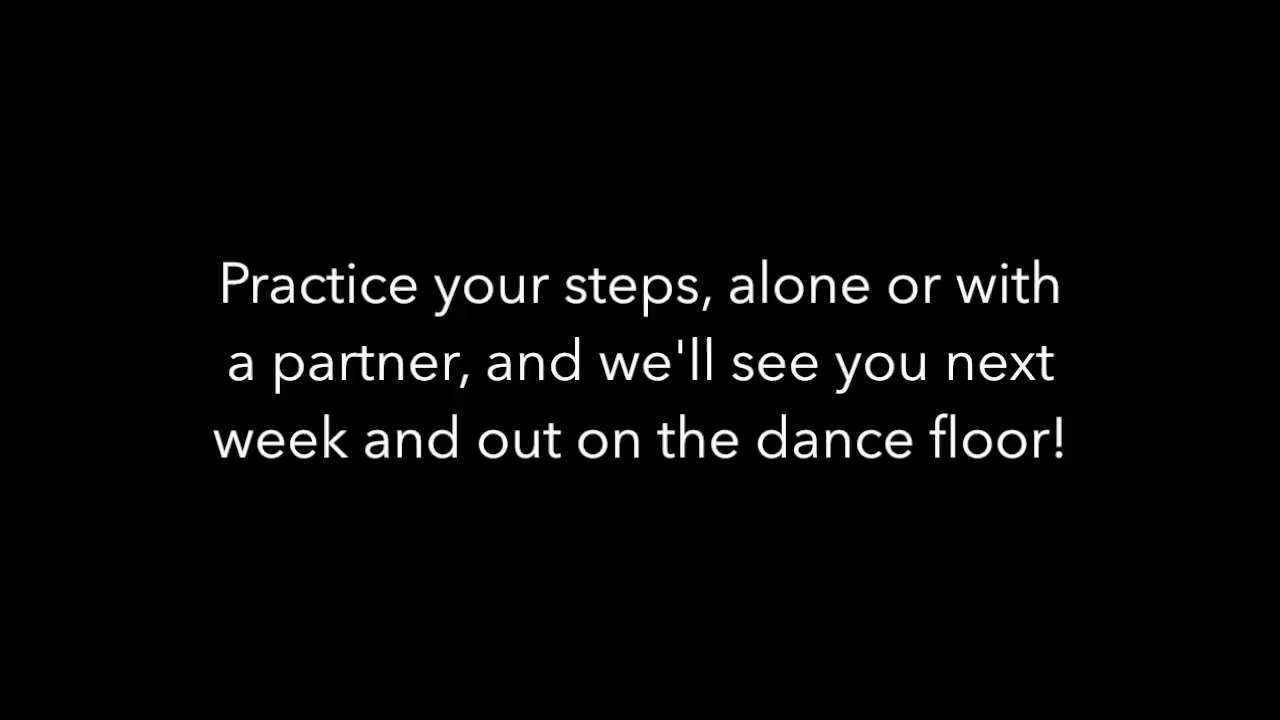 Practice your steps, alone or with
a partner, and we'll see you next
week and out on the dance floor!